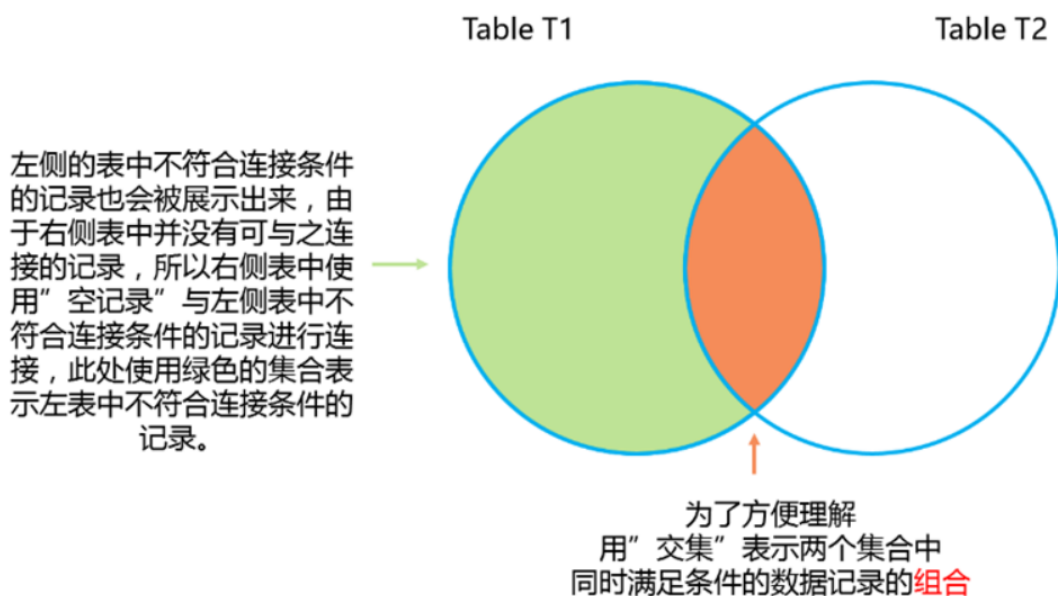 Table T1
Table T2
左侧的表中不符合连接条件
的记录也会被展示出来，由
于右侧表中并没有可与之连
接的记录，所以右侧表中使
用”空记录”与左侧表中不
符合连接条件的记录进行连
接，此处使用绿色的集合表
示左表中不符合连接条件的
记录。
为了方便理解
用”交集”表示两个集合中
同时满足条件的数据记录的组合